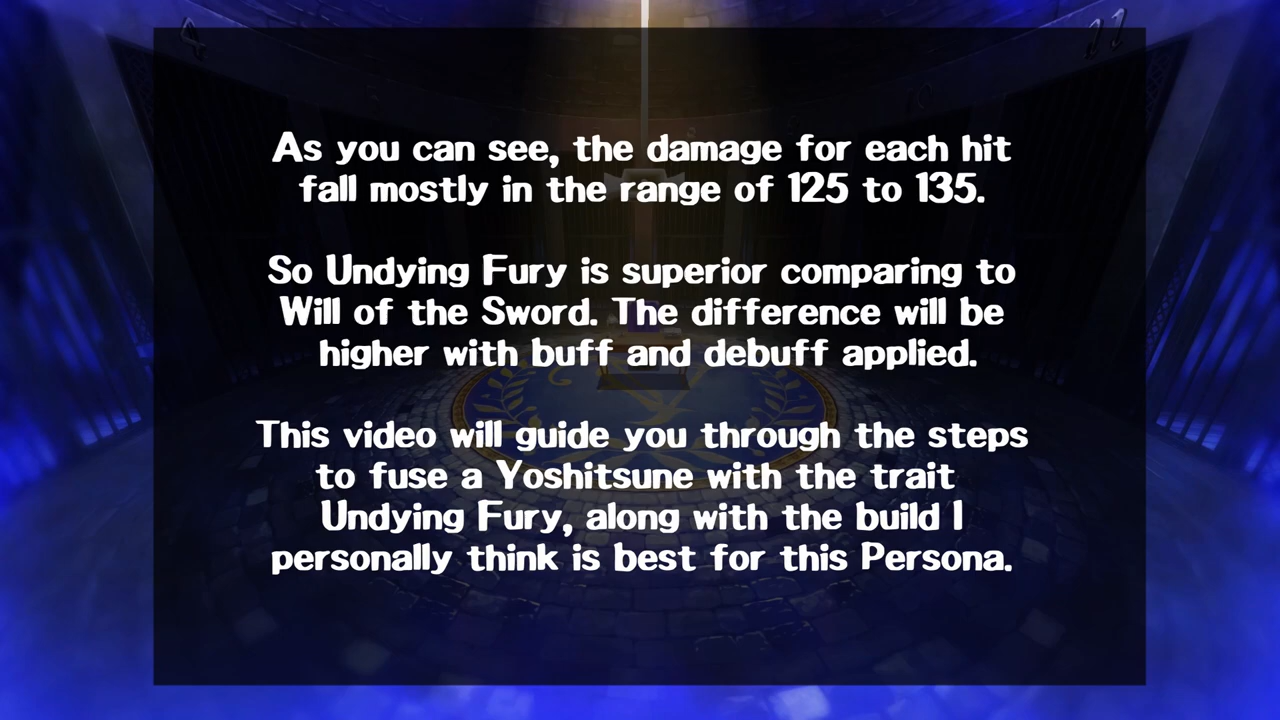 As you can see, the damage for each hit
fall mostly in the range of 125 to 135.
So Undying Fury is superior comparing to
Will of the Sword. The difference will be
higher with buff and debuff applied.
This video will guide you through the steps
to fuse a Yoshitsune with the trait
Undying Fury, along with the build I
personally think is best for this Persona.